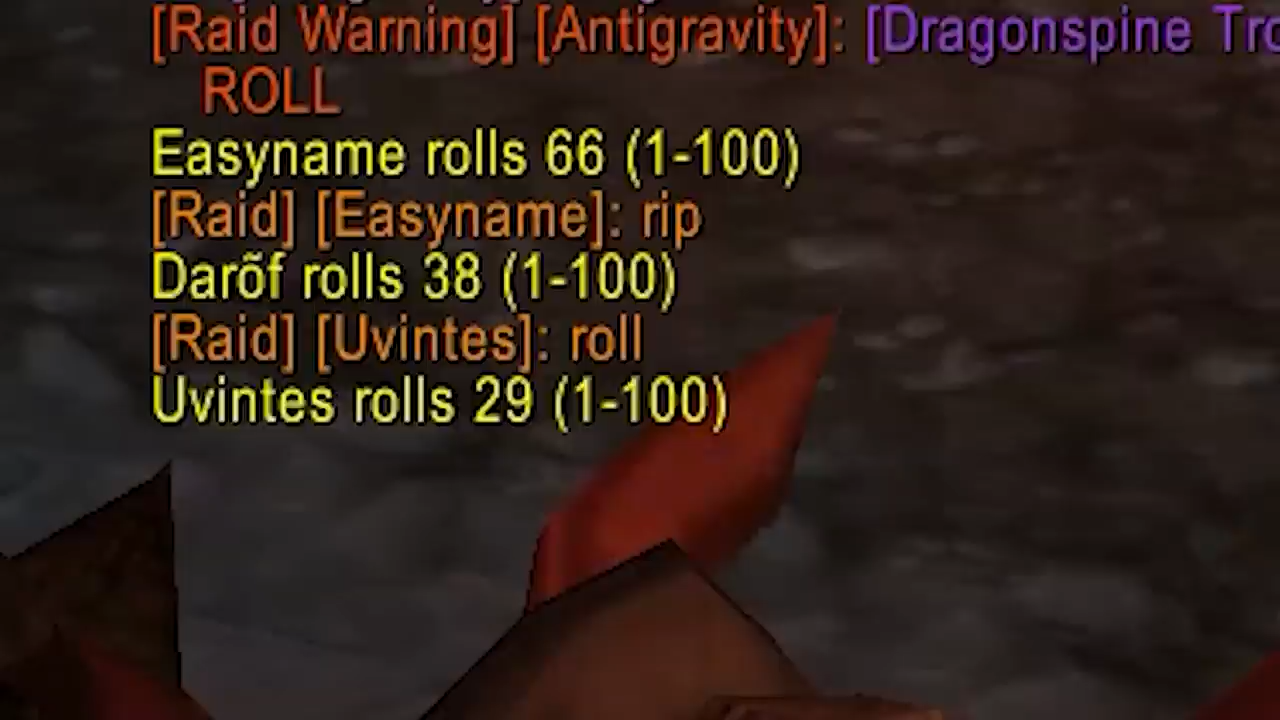 [Raid Warning] [Antigravity]: [Dragonspine
ROLL
Easyname rolls 66 (1-100)
[Raid] [Easyname]: rip
Darõf rolls 38 (1-100)
[Raid] [Uvintes]: roll
Uvintes rolls 29 (1-100)